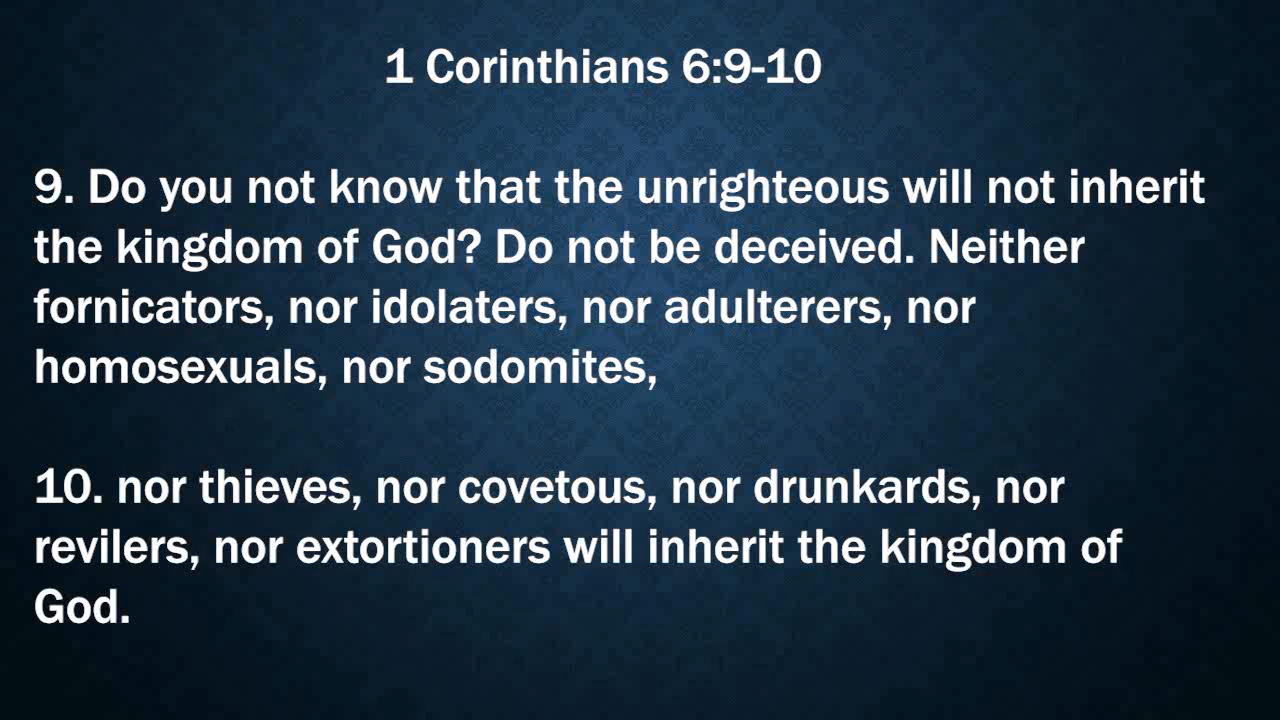 1 Corinthians 6:9-10
9. Do you not know that the unrighteous will not inherit
the kingdom of God? Do not be deceived. Neither
fornicators, nor idolaters, nor adulterers, nor
homosexuals, nor sodomites,
10. nor thieves, nor covetous, nor drunkards, nor
revilers, nor extortioners will inherit the kingdom of
God.